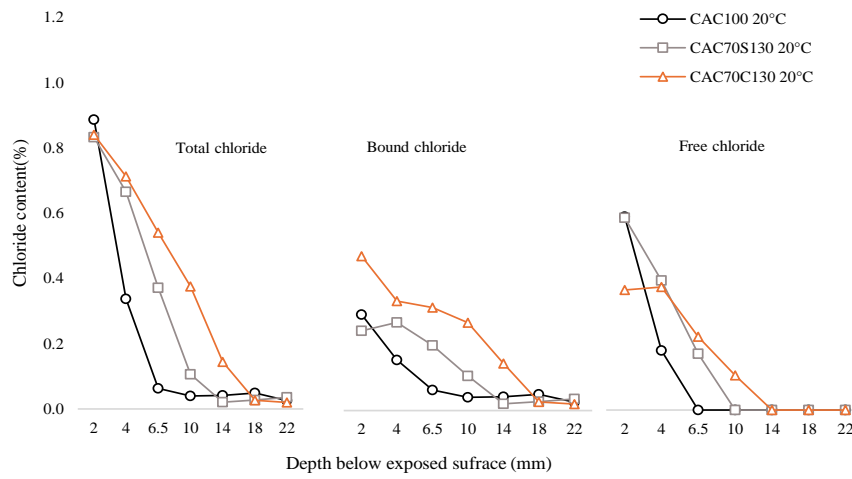 CAC100 20°C
CAC70S130 20°C
CAC70C130 20°C
1.2
1.0
0.8
0.6
0.4
0.2
0.0
Chloride content(%)
Total chloride
Bound chloride
Free chloride
2 4 6.5 10 14 18 22
2 4 6.5 10 14 18 22
2 4 6.5 10 14 18 22
Depth below exposed sufrace (mm)